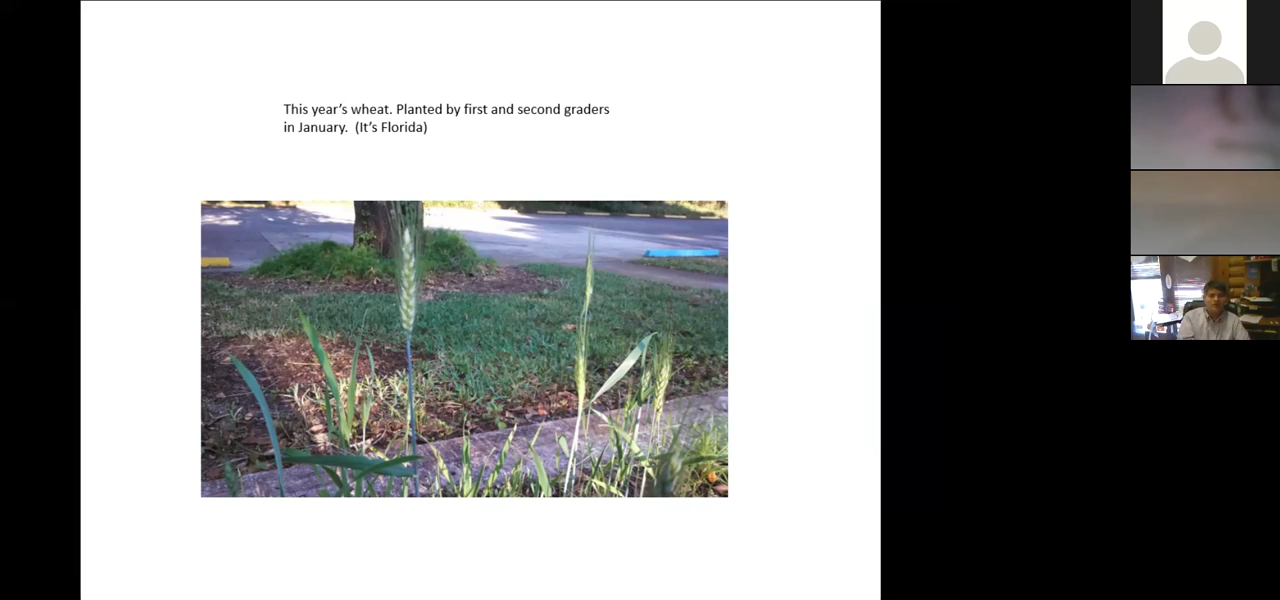 This year’s wheat. Planted by first and second graders
in January.  (It’s Florida)